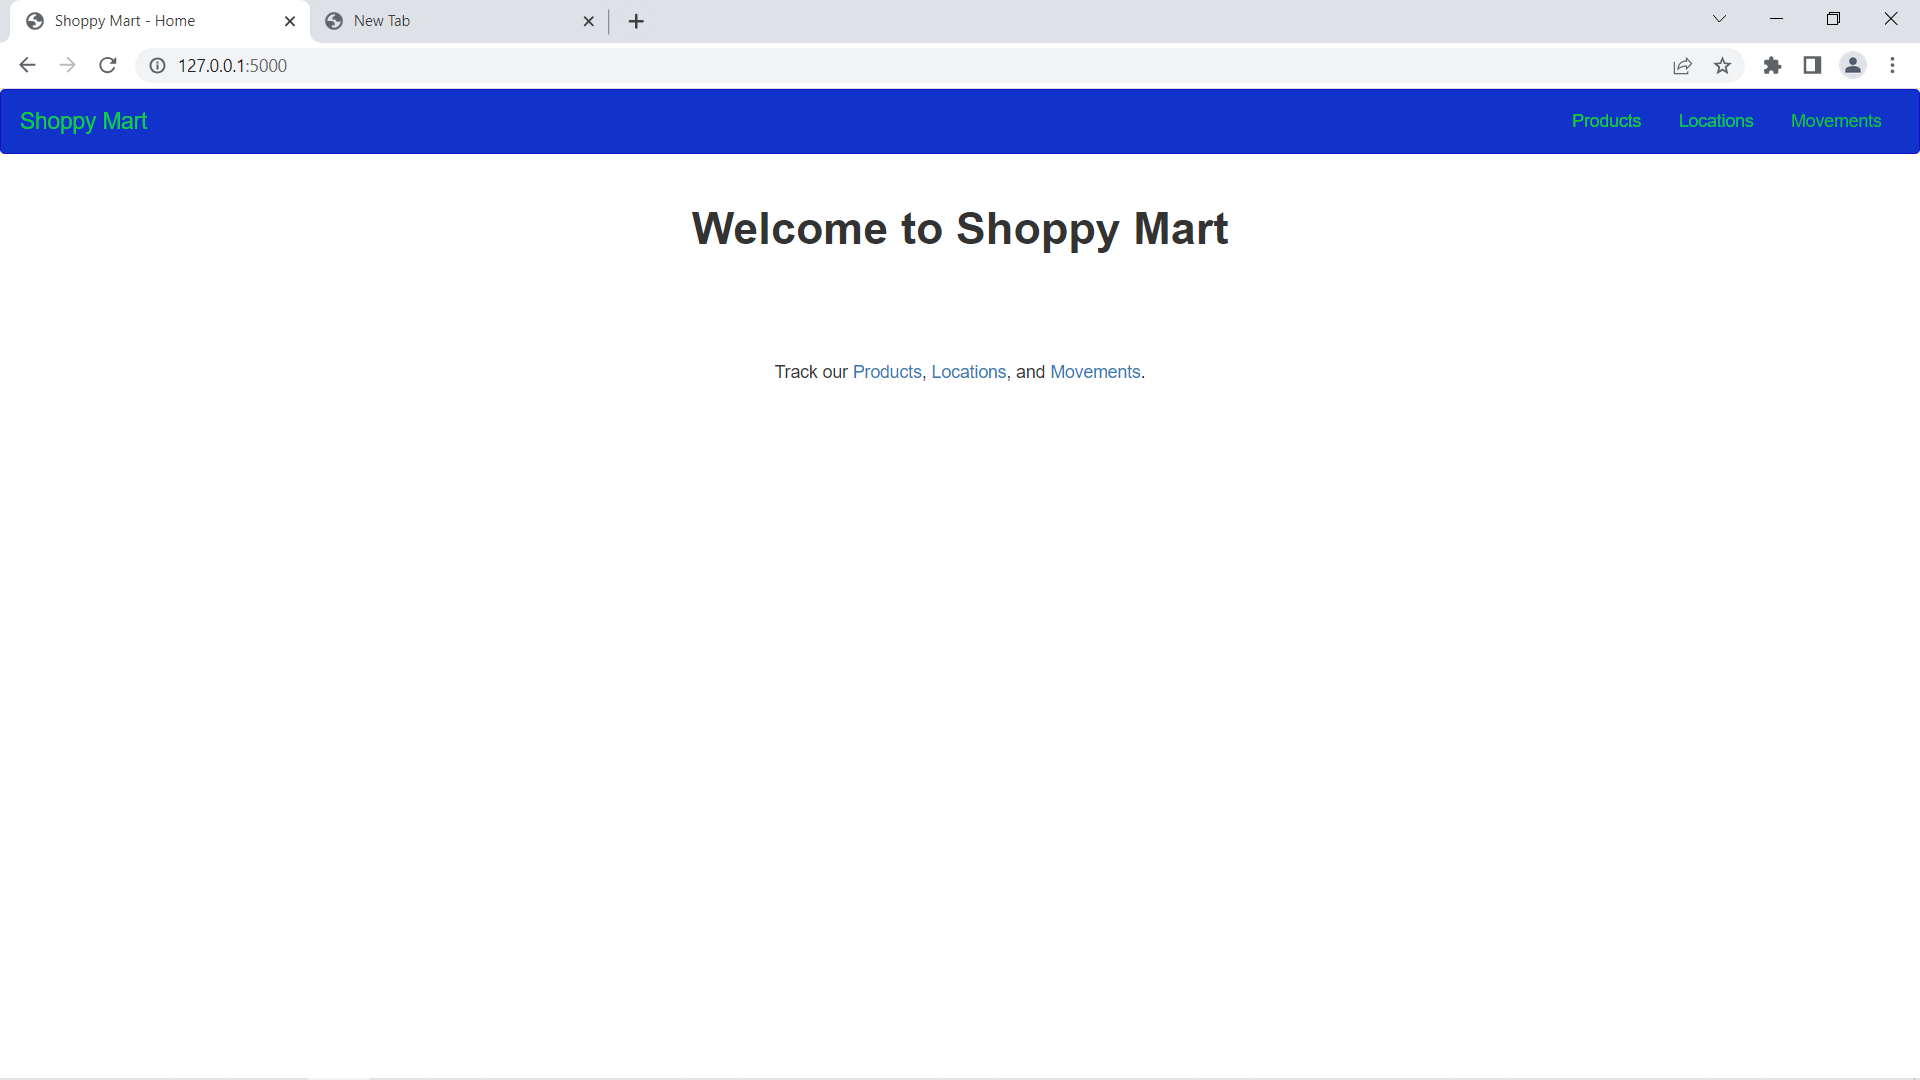 Shoppy Mart - Home
New Tab
127.0.0.1:5000
Shoppy Mart
Products
Locations
Movements
Welcome to Shoppy Mart
Track our Products, Locations, and Movements.